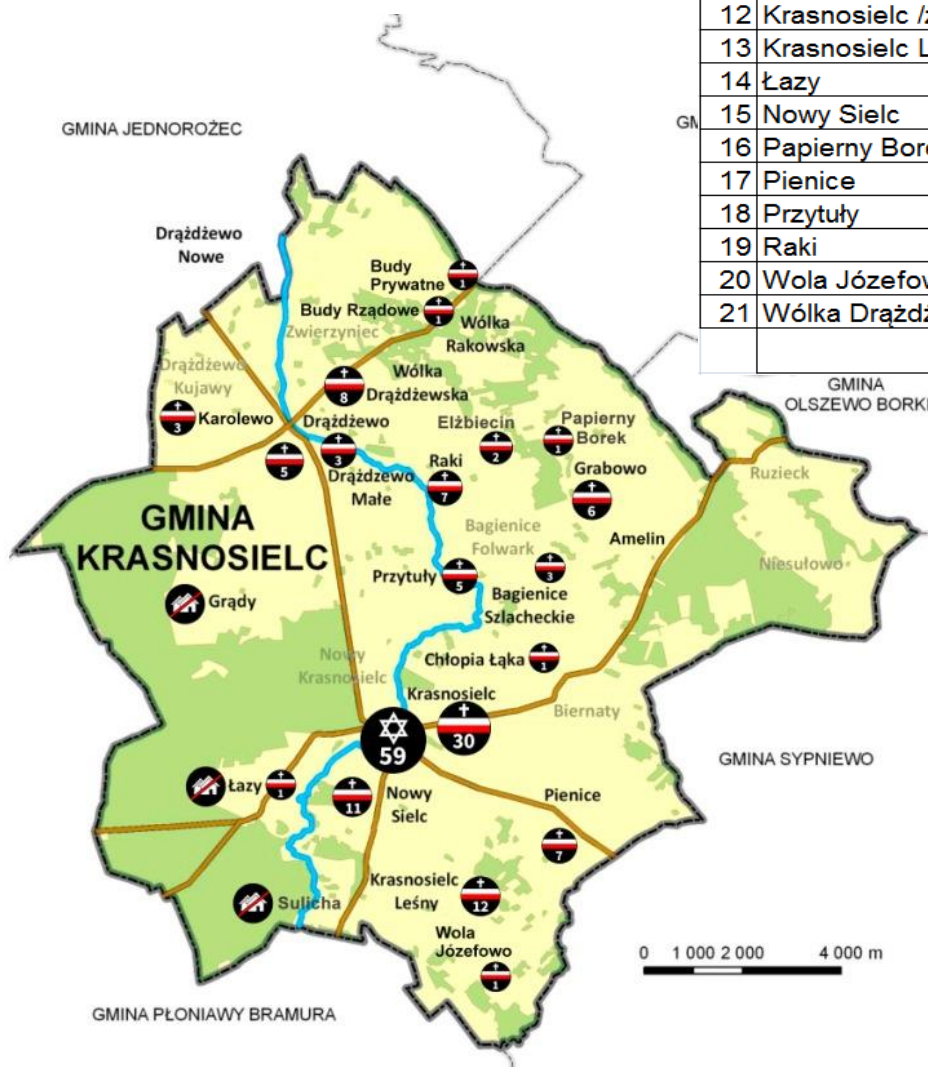 12 Krasnosielc /
13 Krasnosielc L
14 Łazy
15 Nowy Sielc
16 Papierny Bor
17 Pienice
18 Przytuły
19 Raki
20 Wola Józefow
21 Wólka Drążdż
GMINA JEDNOROŻEC
GM
Drążdżewo
Nowe
Budy
Prywatne
1
Budy Rządowe
1
Zwierzyniec
Wólka
Rakowska
Drążdżewo
Kujawy
Wólka
Drążdżewska
8
GMINA
OLSZEWO BORKI
3
Karolewo
Drążdżewo
Elżbiecin
2
Papierny
Borek
1
5
3
Drążdżewo
Małe
Raki
7
Grabowo
6
Ruzieck
GMINA
KRASNOSIELC
Bagienice
Folwark
Amelin
Niesułowo
Przytuły
5
3
Bagienice
Szlacheckie
Grądy
Nowy
Krasnosielc
Chłopia Łąka
1
Krasnosielc
59
30
Biernaty
GMINA SYPNIEWO
Łazy
1
11
Nowy
Sielc
Pienice
7
Krasnosielc
Leśny
12
Sulicha
Wola
Józefowo
1
0 1 000 2 000 4 000 m
GMINA PŁONIAWY BRAMURA